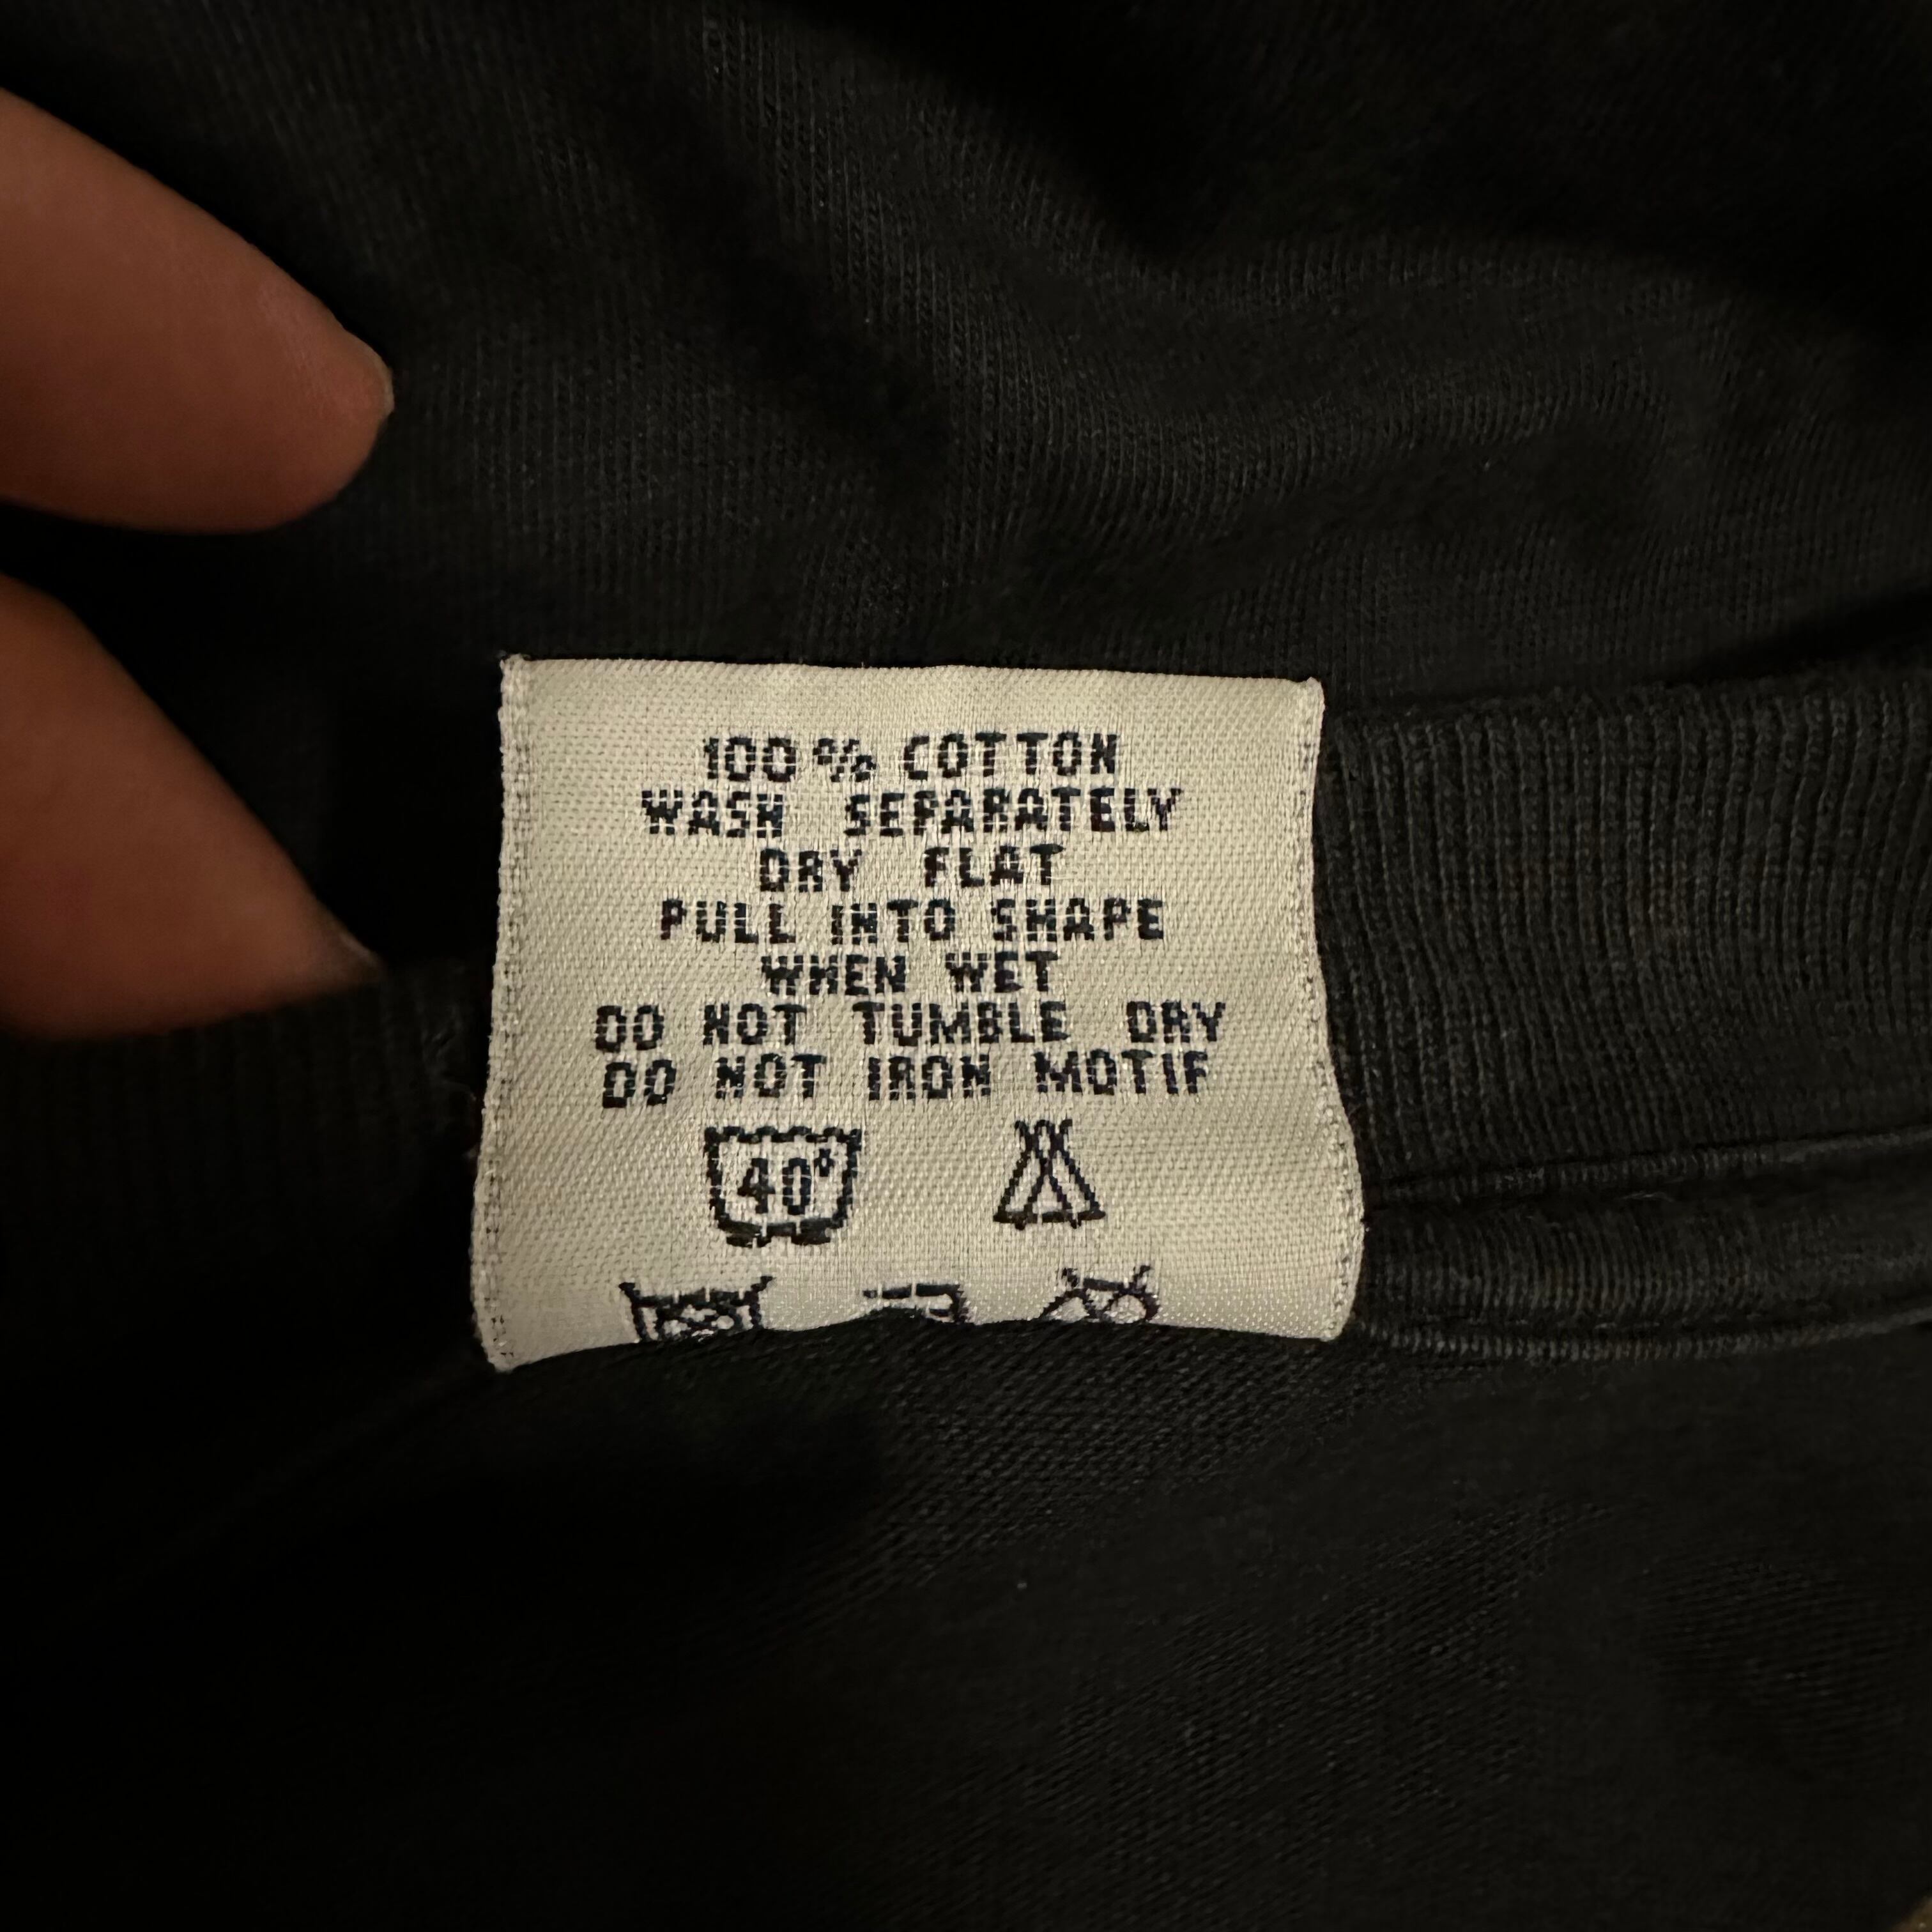 100% COTTON
WASH SEPARATELY
DRY FLAT
PULL INTO SHAPE
WHEN WET
DO NOT TUMBLE DRY
DO NOT IRON MOTIF
40°